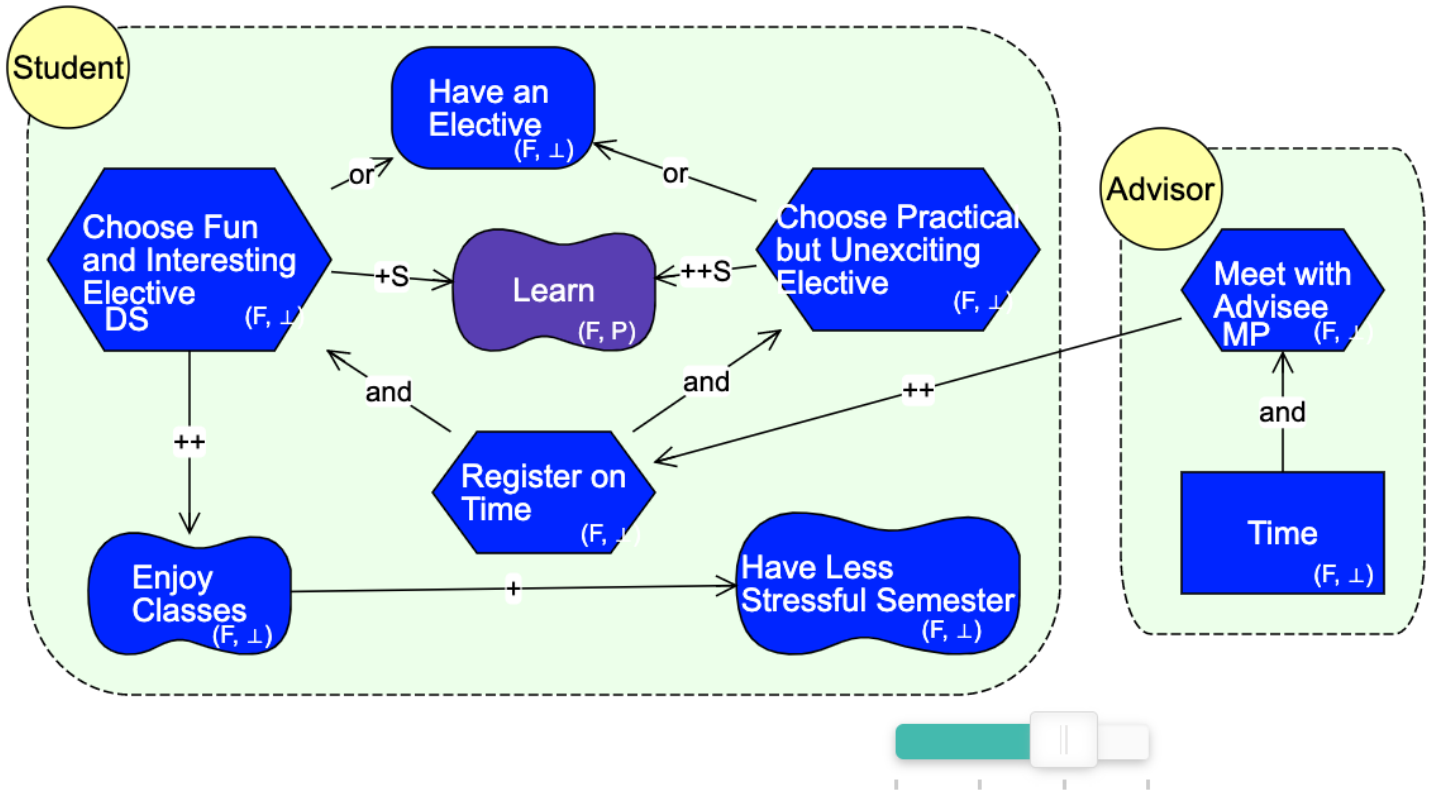 Student
Have an
Elective
(F, ⊥)
or
or
Advisor
Choose Fun
and Interesting
Elective
DS
(F, ⊥)
+S
Learn
(F, P)
++S
Choose Practical
but Unexciting
Elective
(F, ⊥)
Meet with
Advisee
MP
(F, ⊥)
and
and
++
and
++
Register on
Time
(F, ⊥)
Time
(F, ⊥)
Enjoy
Classes
(F, ⊥)
+
Have Less
Stressful Semester
(F, ⊥)